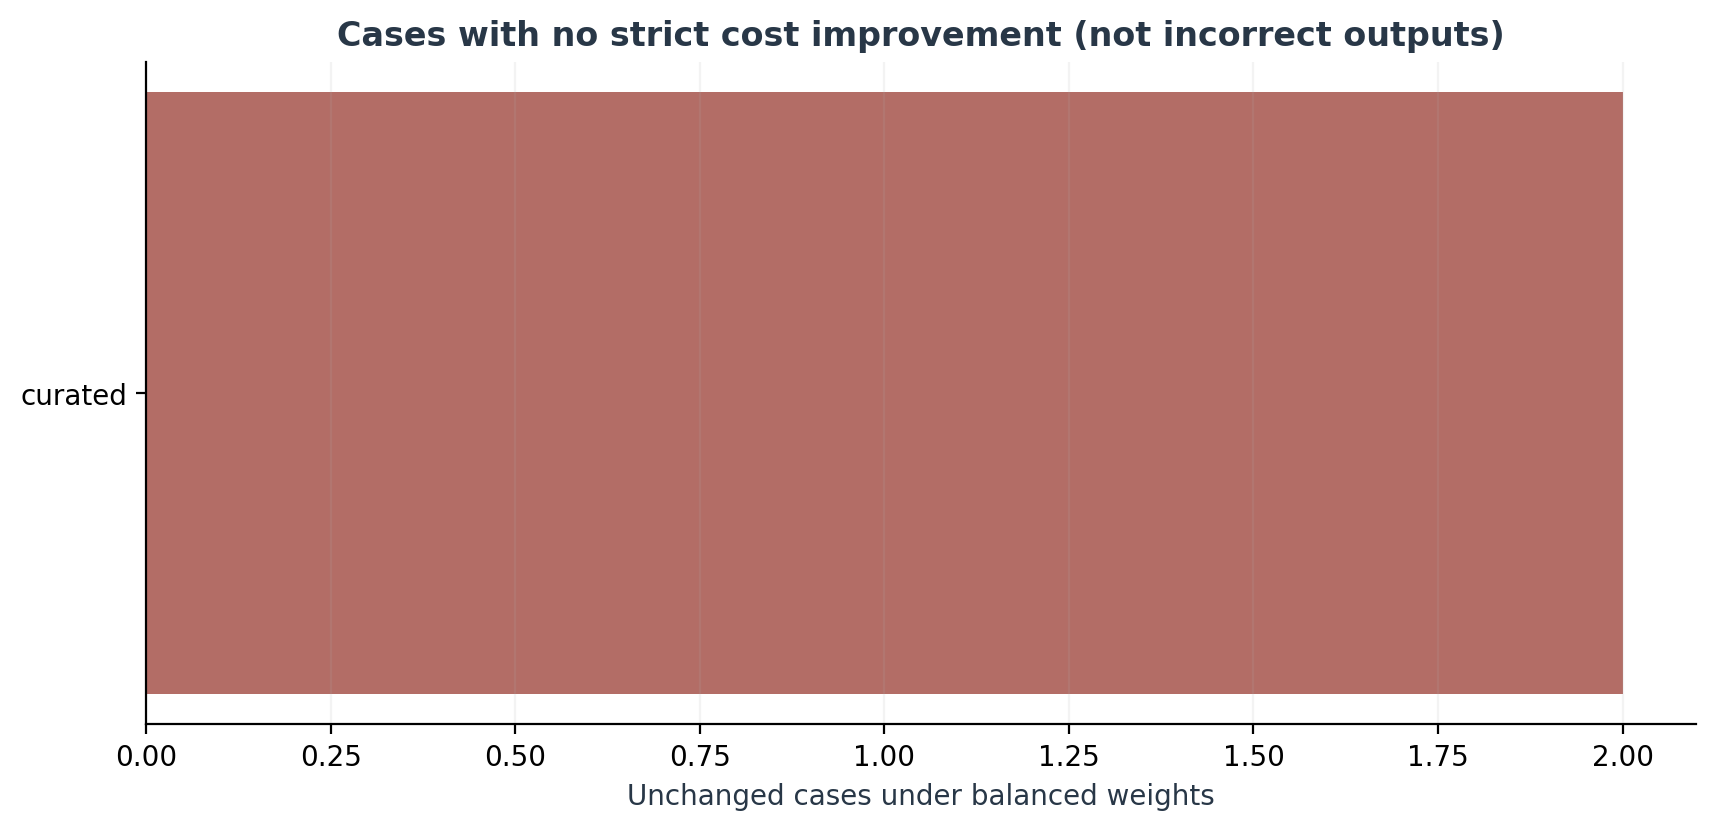 Cases with no strict cost improvement (not incorrect outputs)
curated
0.00 0.25 0.50 0.75 1.00 1.25 1.50 1.75 2.00
Unchanged cases under balanced weights